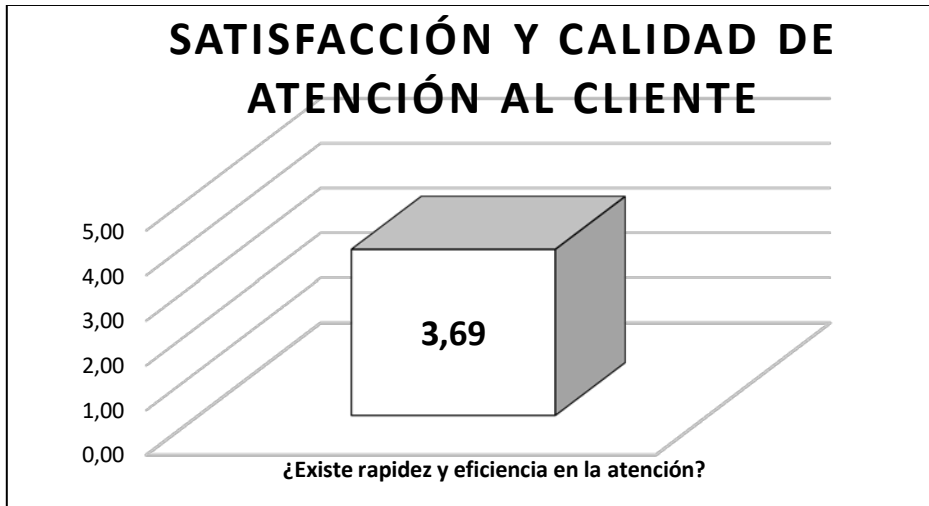 SATISFACCIÓN Y CALIDAD DE
ATENCIÓN AL CLIENTE
5,00
4,00
3,00
2,00
1,00
0,00
3,69
¿Existe rapidez y eficiencia en la atención?